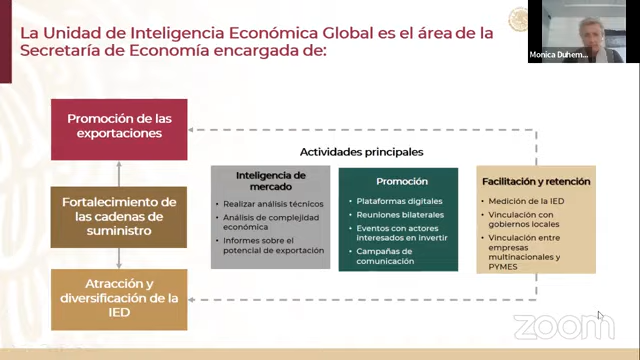 La Unidad de Inteligencia Económica Global es el área de la
Secretaría de Economía encargada de:
Monica Duhem...
Promoción de las
exportaciones
Fortalecimiento de
las cadenas de
suministro
Atracción y
diversificación de la
IED
Actividades principales
Inteligencia de
mercado
• Realizar análisis técnicos
• Análisis de complejidad
económica
• Informes sobre el
potencial de exportación
Promoción
• Plataformas digitales
• Reuniones bilaterales
• Eventos con actores
interesados en invertir
• Campañas de
comunicación
Facilitación y retención
• Medición de la IED
• Vinculación con
gobiernos locales
• Vinculación entre
empresas
multinacionales y
PYMES
zoom